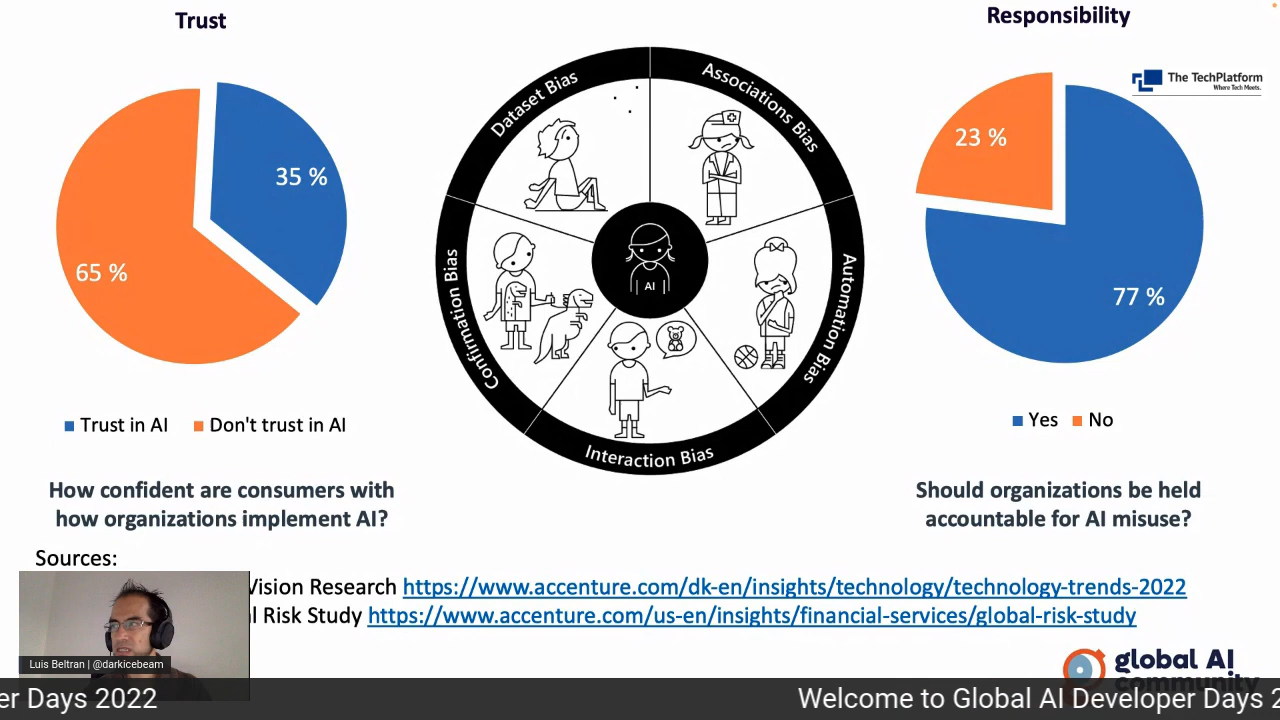 Trust
35 %
65 %
Trust in AI
Don't trust in AI
How confident are consumers with
how organizations implement AI?
Dataset Bias
Associations Bias
Automation Bias
Interaction Bias
Confirmation Bias
AI
Responsibility
The TechPlatform
Where Tech Meets.
23 %
77 %
Yes
No
Should organizations be held
accountable for AI misuse?
Sources:
Vision Research https://www.accenture.com/dk-en/insights/technology/technology-trends-2022
l Risk Study https://www.accenture.com/us-en/insights/financial-services/global-risk-study
Luis Beltran | @darkicebeam
global AI
community
er Days 2022
Welcome to Global AI Developer Days 2